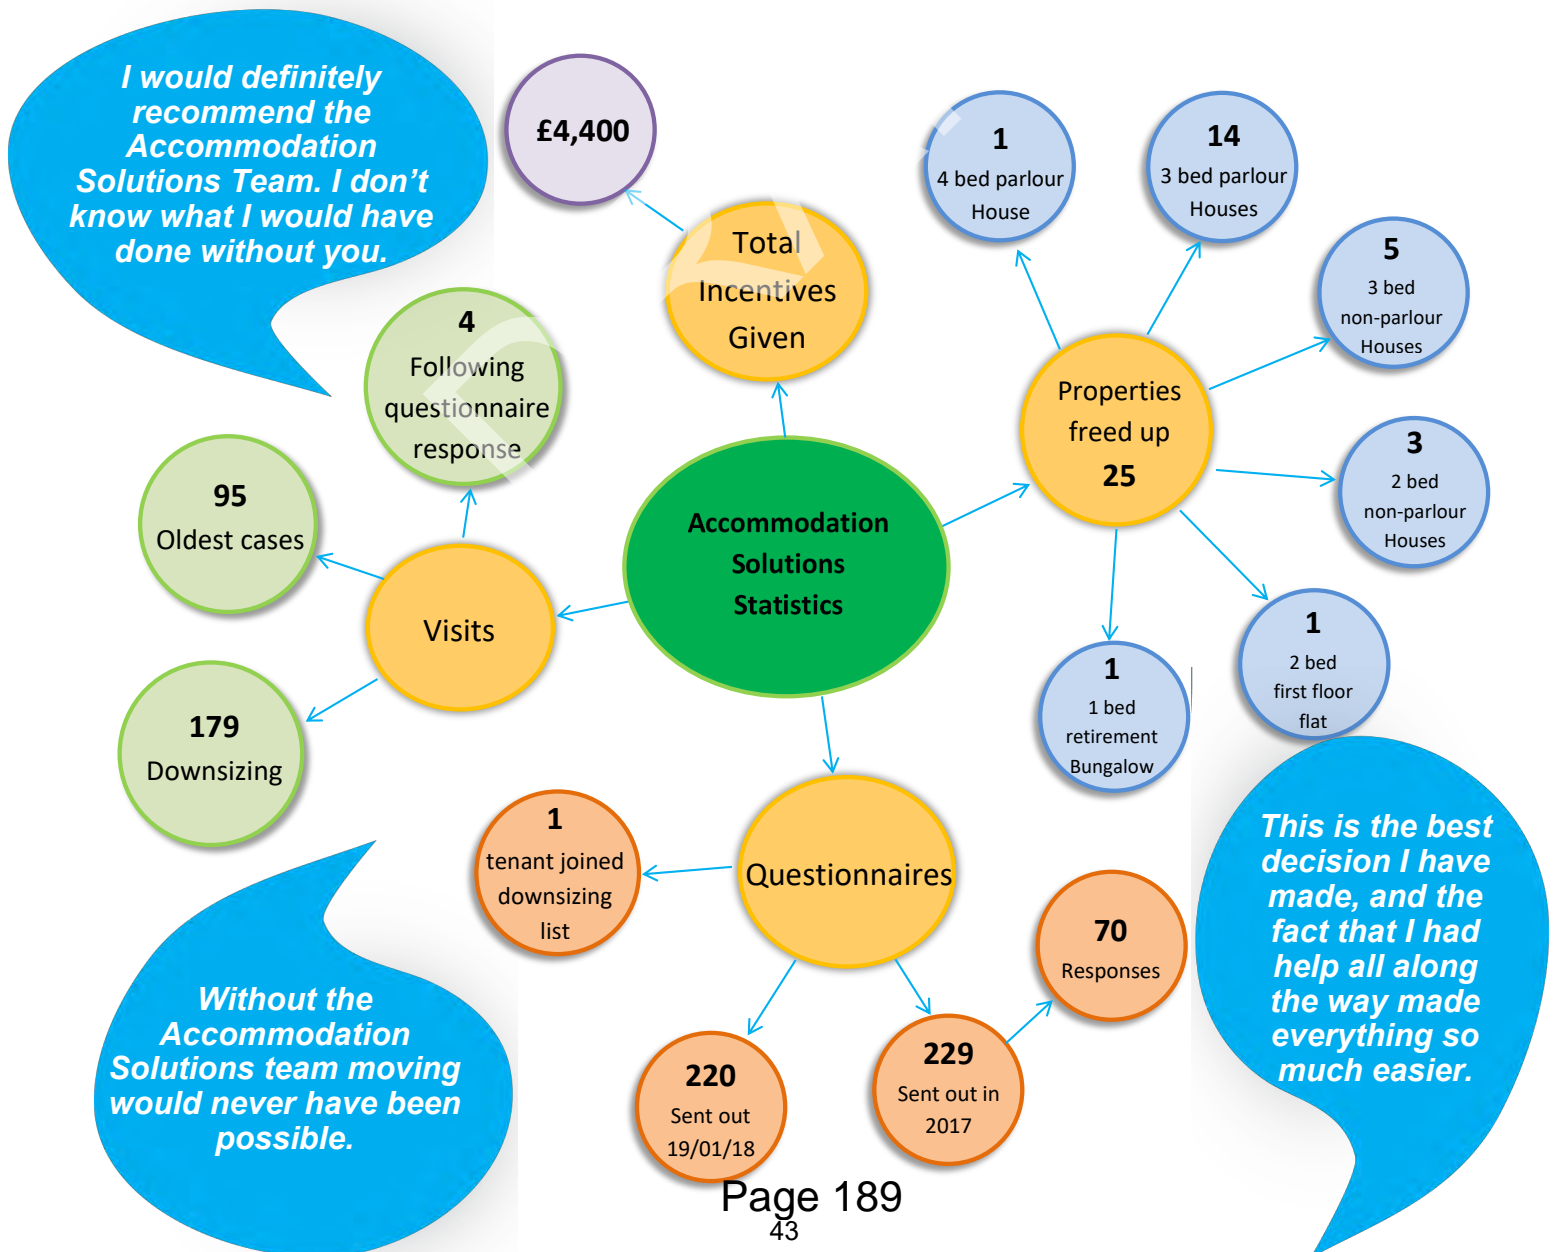 I would definitely
recommend the
Accommodation
Solutions Team. I don't
know what I would have
done without you.
£4,400
Total
Incentives
Given
1
4 bed parlour
House
14
3 bed parlour
Houses
5
3 bed
non-parlour
Houses
Properties
freed up
25
3
2 bed
non-parlour
Houses
1
2 bed
first floor
flat
1
1 bed
retirement
Bungalow
4
Following
questionnaire
response
95
Oldest cases
179
Downsizing
Visits
Accommodation
Solutions
Statistics
Questionnaires
1
tenant joined
downsizing
list
70
Responses
220
Sent out
19/01/18
229
Sent out in
2017
Without the
Accommodation
Solutions team moving
would never have been
possible.
This is the best
decision I have
made, and the
fact that I had
help all along
the way made
everything so
much easier.
Page 189
43